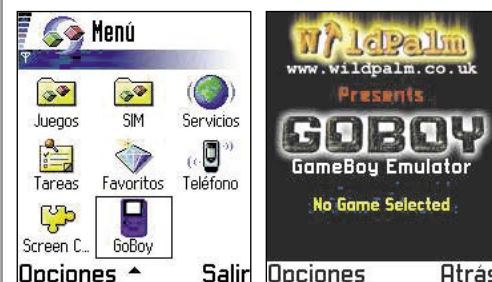 Menú
Juegos
SIM
Servicios
Tareas
Favoritos
Teléfono
Screen C...
GoBoy
Opciones
Salir
WildPalm
www.wildpalm.co.uk
Presents
GOBOY
GameBoy Emulator
No Game Selected
Opciones
Atrás